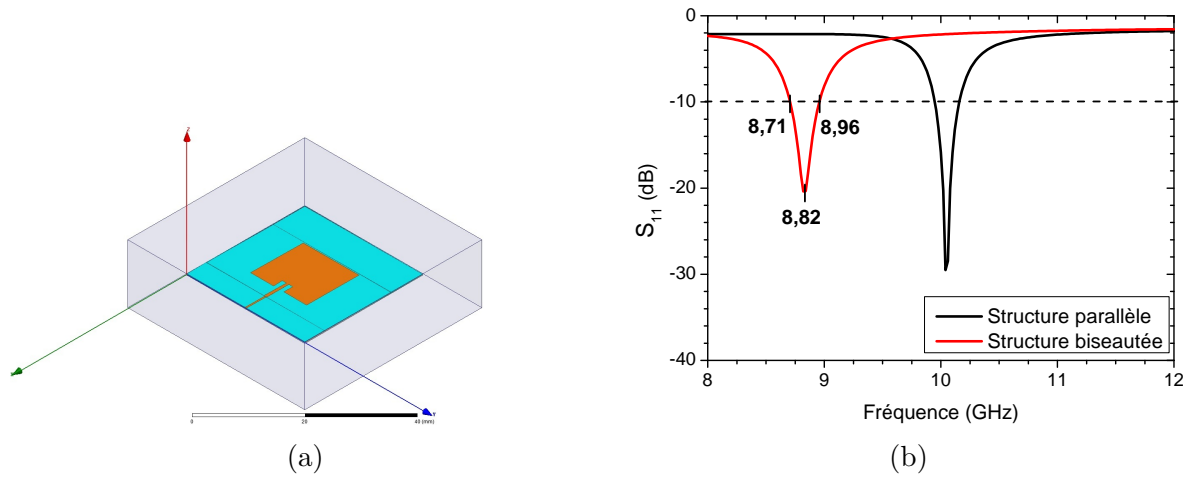 z
Y
0
20
40 (mm)
(a)
0
-10
-20
-30
-40
S11 (dB)
8,71
8,96
8,82
Structure parallèle
Structure biseautée
8
9
10
11
12
Fréquence (GHz)
(b)